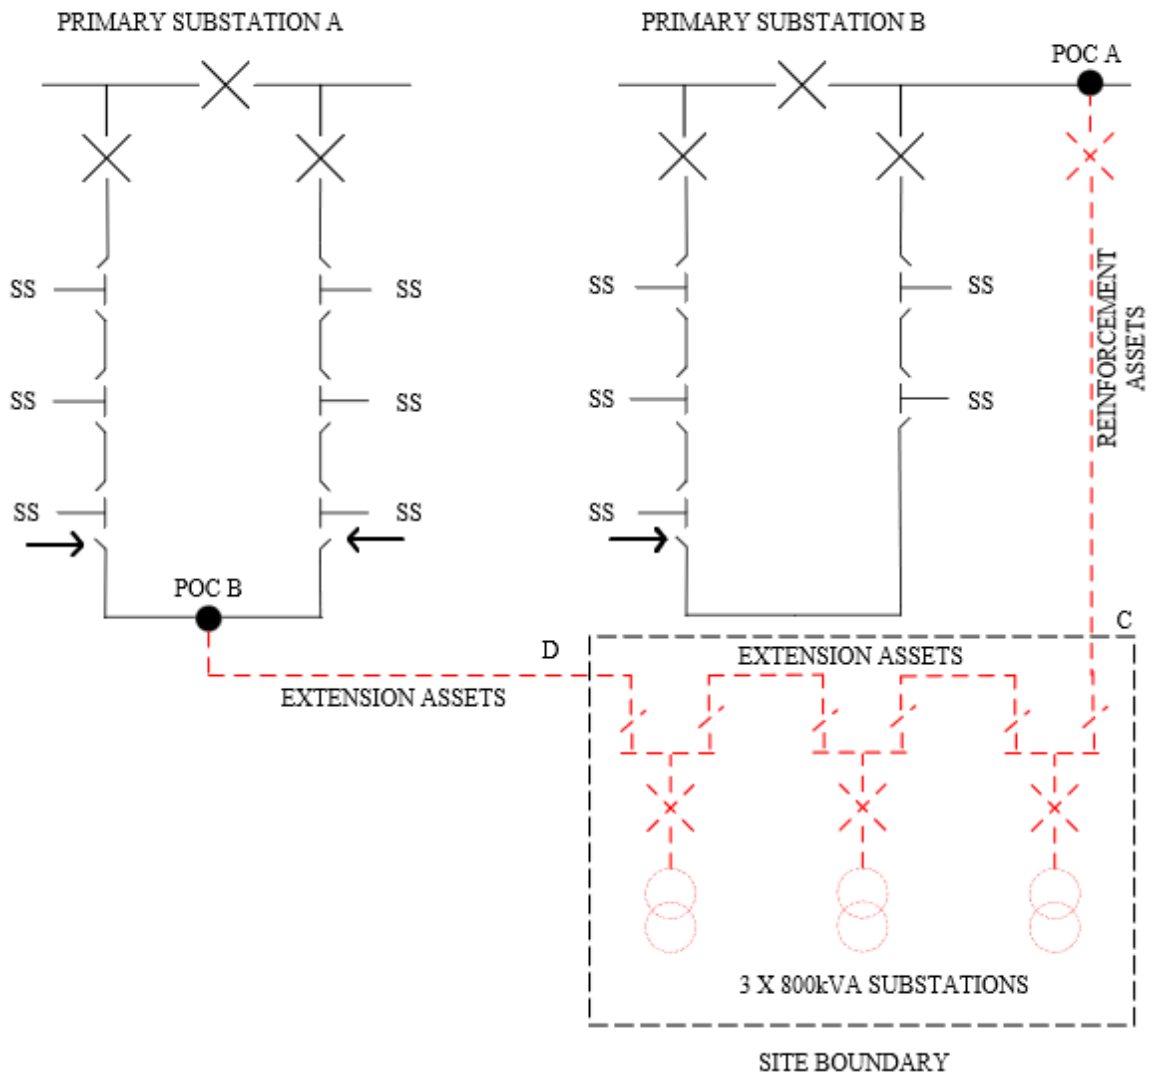 PRIMARY SUBSTATION A
PRIMARY SUBSTATION B
POC A
SS
SS
SS
SS
SS
SS
SS
SS
SS
SS
SS
REINFORCEMENT
ASSETS
POC B
C
D
EXTENSION ASSETS
EXTENSION ASSETS
3 X 800kVA SUBSTATIONS
SITE BOUNDARY